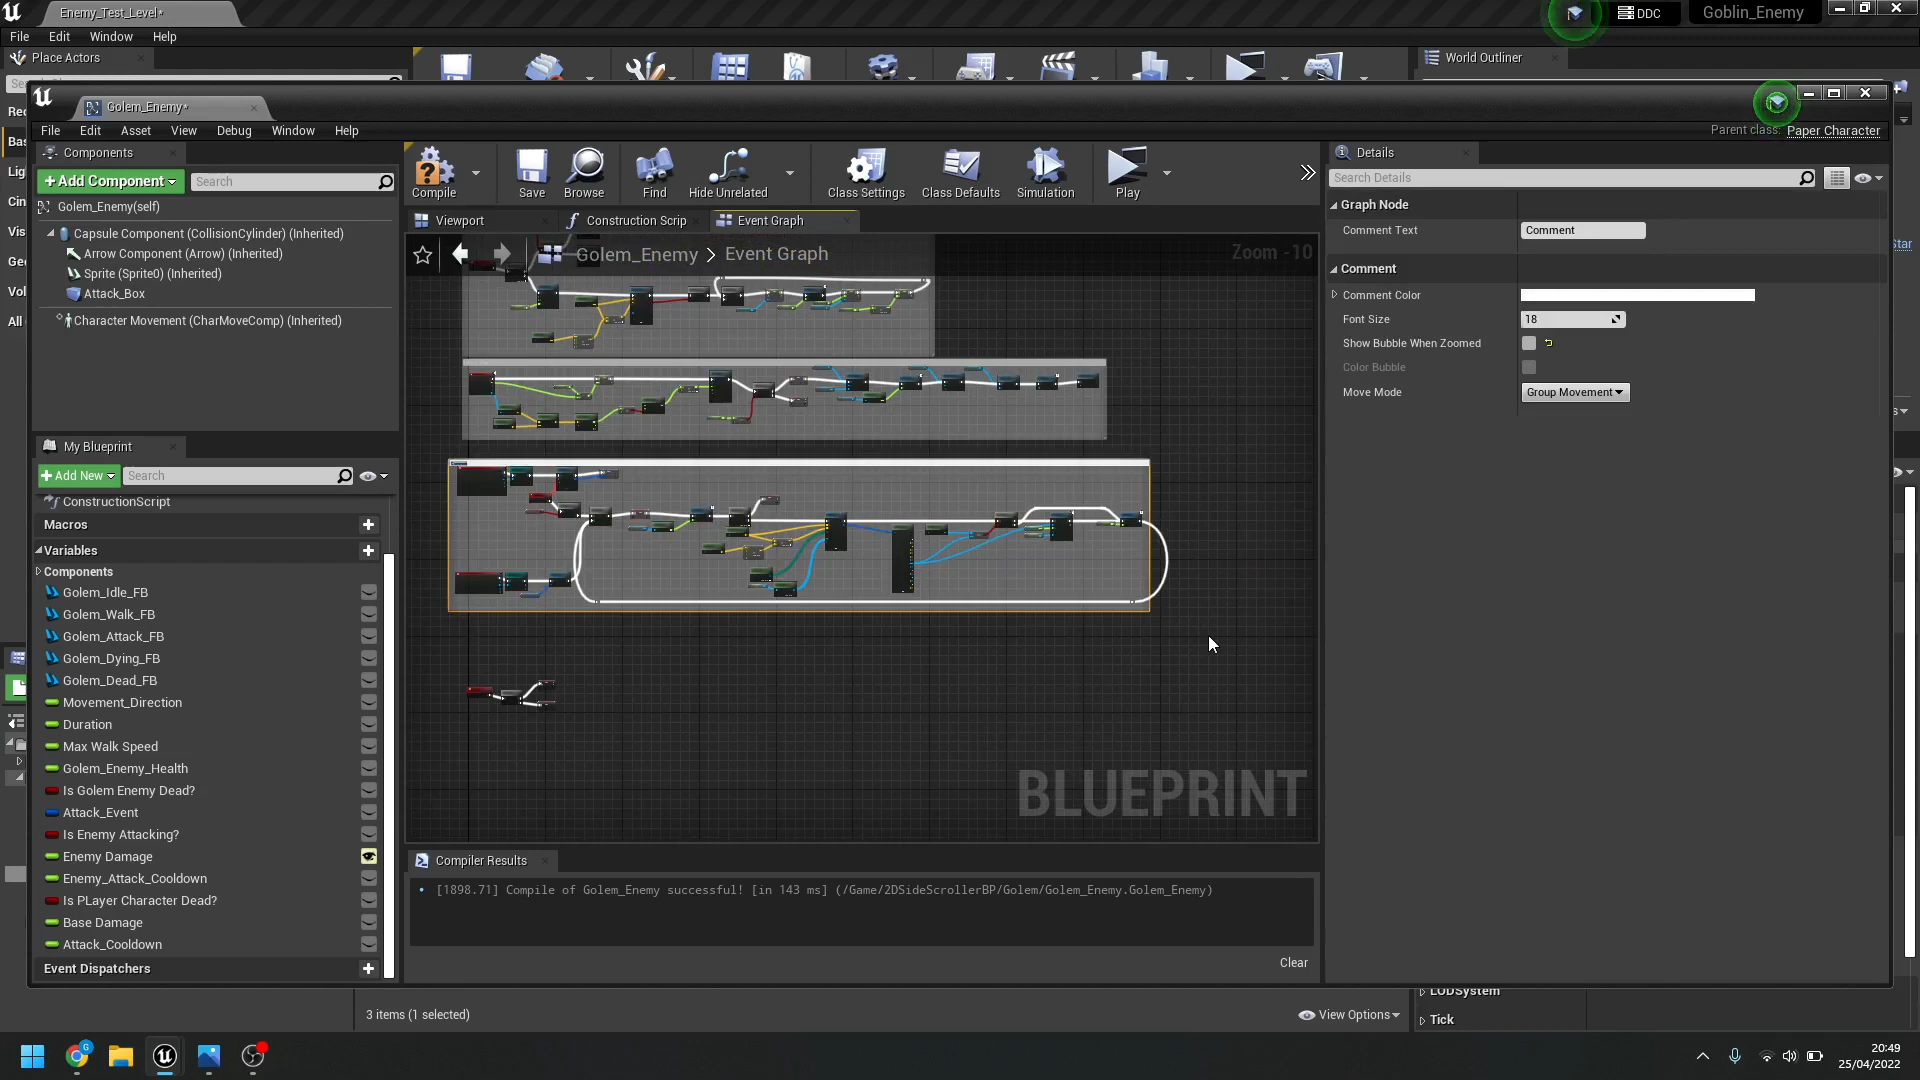 Enemy_Test_Level*
DDC
Goblin_Enemy
File Edit Window Help
Place Actors
World Outliner
Golem_Enemy*
File Edit Asset View Debug Window Help
Parent class: Paper Character
Components
Details
+Add Component
Search
Compile
Save
Browse
Find
Hide Unrelated
Class Settings
Class Defaults
Simulation
Play
Search Details
Golem_Enemy(self)
Viewport
Construction Scrip
Event Graph
Graph Node
Comment Text
Comment
Capsule Component (CollisionCylinder) (Inherited)
Arrow Component (Arrow) (Inherited)
Sprite (Sprite0) (Inherited)
Attack_Box
Character Movement (CharMoveComp) (Inherited)
Golem_Enemy > Event Graph
Zoom -10
Comment
Comment Color
Font Size
18
Show Bubble When Zoomed
Color Bubble
Move Mode
Group Movement
My Blueprint
+Add New
Search
ConstructionScript
Macros
Variables
Components
Golem_Idle_FB
Golem_Walk_FB
Golem_Attack_FB
Golem_Dying_FB
Golem_Dead_FB
Movement_Direction
Duration
Max Walk Speed
Golem_Enemy_Health
Is Golem Enemy Dead?
Attack_Event
Is Enemy Attacking?
Enemy Damage
Enemy_Attack_Cooldown
Is PLayer Character Dead?
Base Damage
Attack_Cooldown
Event Dispatchers
BLUEPRINT
Compiler Results
[1898.71] Compile of Golem_Enemy successful! [in 143 ms] (/Game/2DSideScrollerBP/Golem/Golem_Enemy.Golem_Enemy)
Clear
3 items (1 selected)
View Options
LODSystem
Tick
20:49
25/04/2022